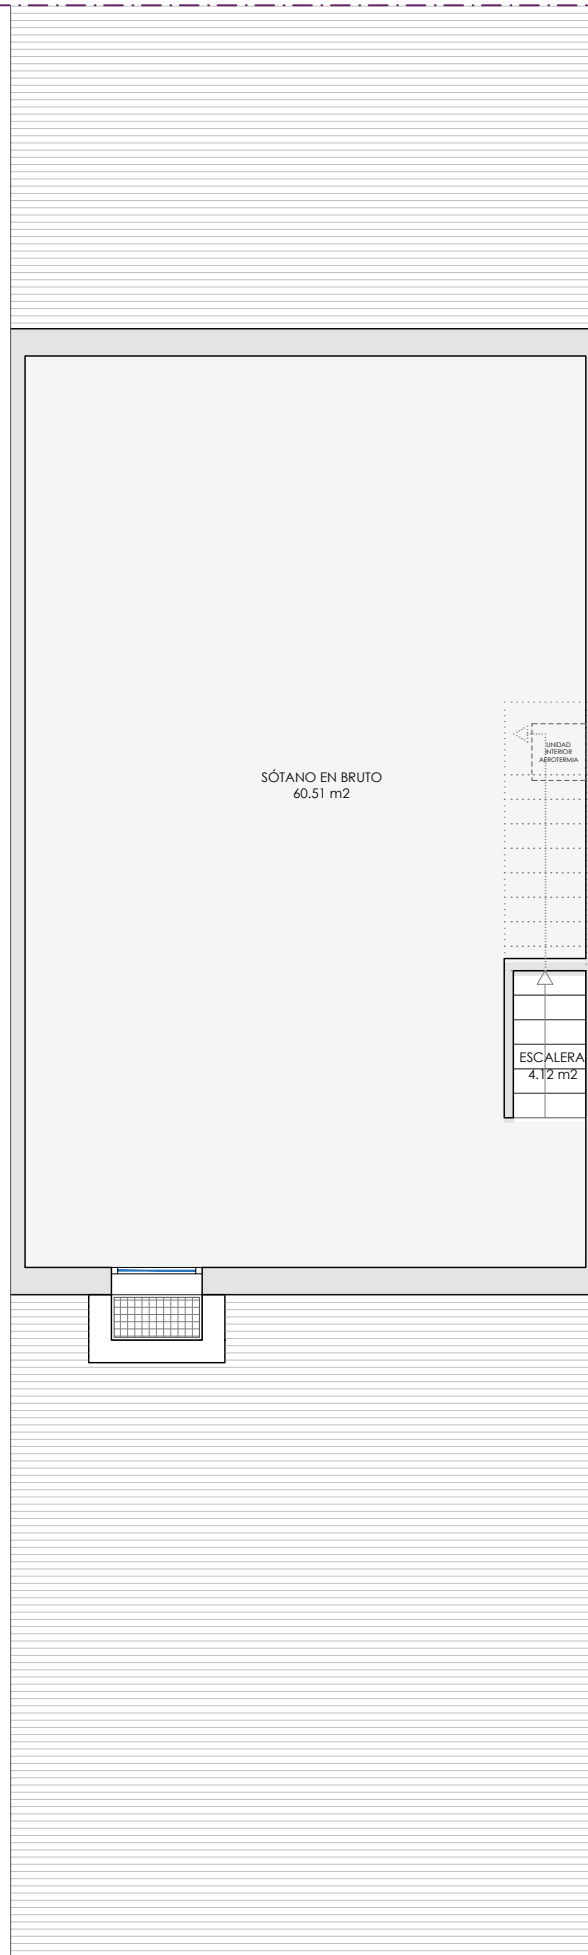 UNIDAD
INTERIOR
AEROTERMIA
SÓTANO EN BRUTO
60.51 m2
ESCALERA
4.12 m2